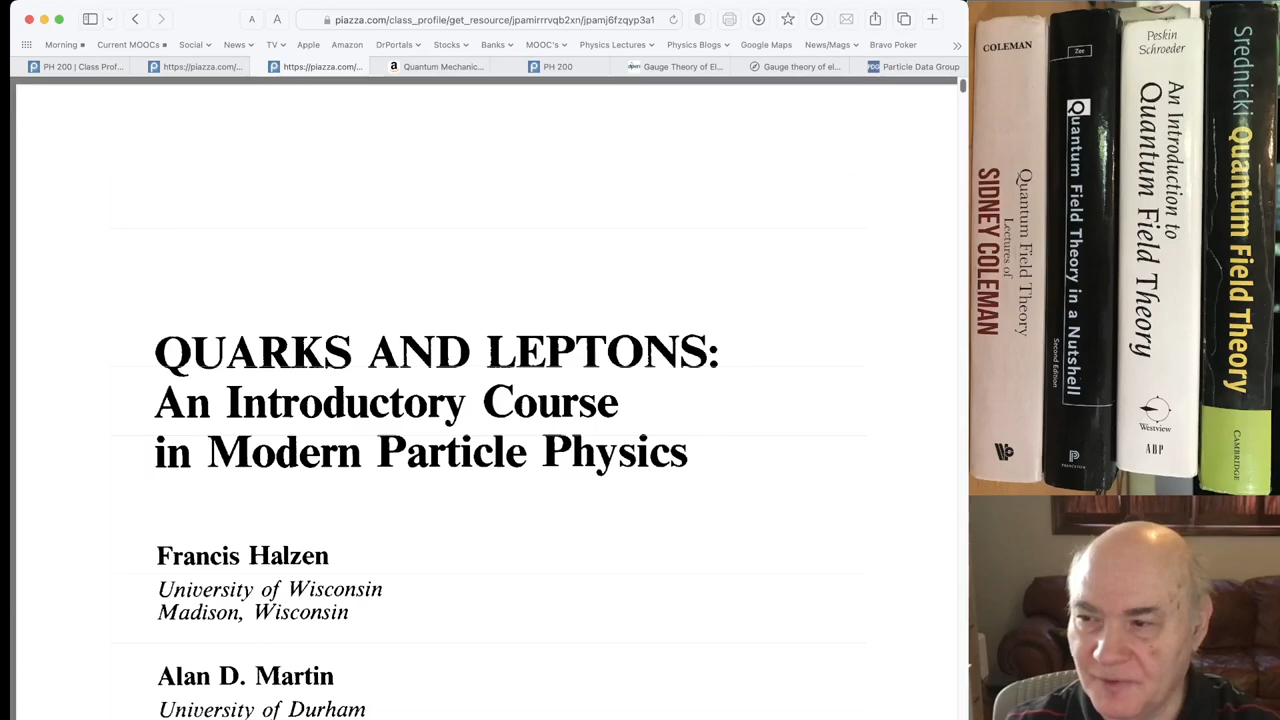 piazza.com/class_profile/get_resource/jpamirrrvqb2xn/jpamj6fzqyp3a1
Morning Current MOOCs Social News TV Apple Amazon DrPortals Stocks Banks MOOC's Physics Lectures Physics Blogs Google Maps News/Mags Bravo Poker
PH 200 | Class Prof... https://piazza.com/... https://piazza.com/... Quantum Mechanic... PH 200 Gauge Theory of El... Gauge theory of el... Particle Data Group
QUARKS AND LEPTONS:
An Introductory Course
in Modern Particle Physics
Francis Halzen
University of Wisconsin
Madison, Wisconsin
Alan D. Martin
University of Durham
COLEMAN
Quantum Field Theory
Lectures of
SIDNEY COLEMAN
Zee
Quantum Field Theory in a Nutshell
Second Edition
PRINCETON
Peskin
Schroeder
An Introduction to
Quantum Field Theory
Westview
ABP
Srednicki Quantum Field Theory
CAMBRIDGE